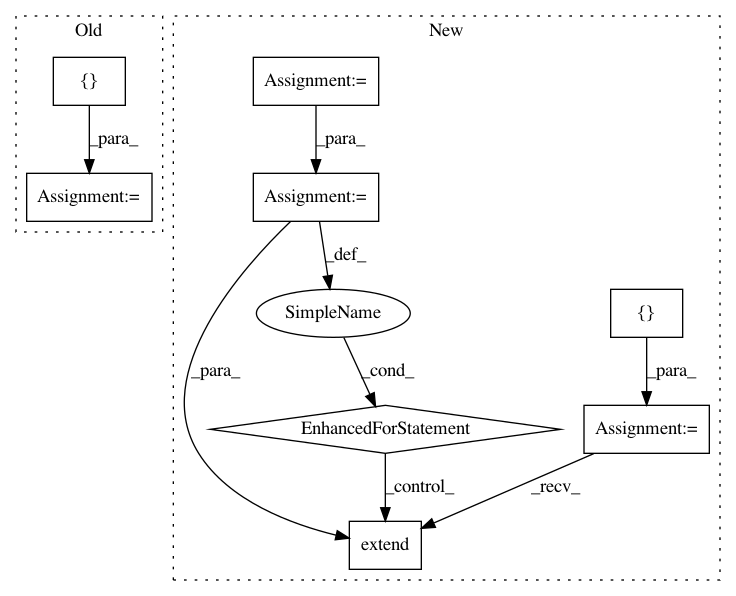 Old
New
{}
Assignment:=
_para_
_para_
Assignment:=
Assignment:=
_def_
SimpleName
{}
_para_
_cond_
_para_
EnhancedForStatement
Assignment:=
_control_
_recv_
extend